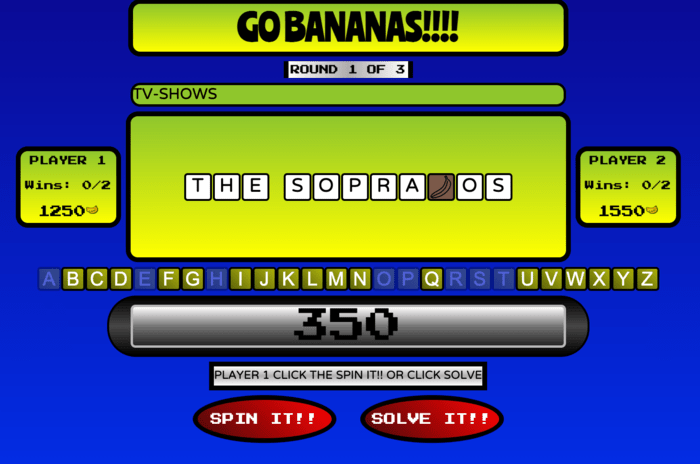 GO BANANAS!!!!
ROUND 1 OF 3
TV-SHOWS
PLAYER 1
Wins: 0/2
1250
THE SOPRA OS
PLAYER 2
Wins: 0/2
1550
A B C D E F G H I J K L M N O P Q R S T U V W X Y Z
350
PLAYER 1 CLICK THE SPIN IT!! OR CLICK SOLVE
SPIN IT!! SOLVE IT!!